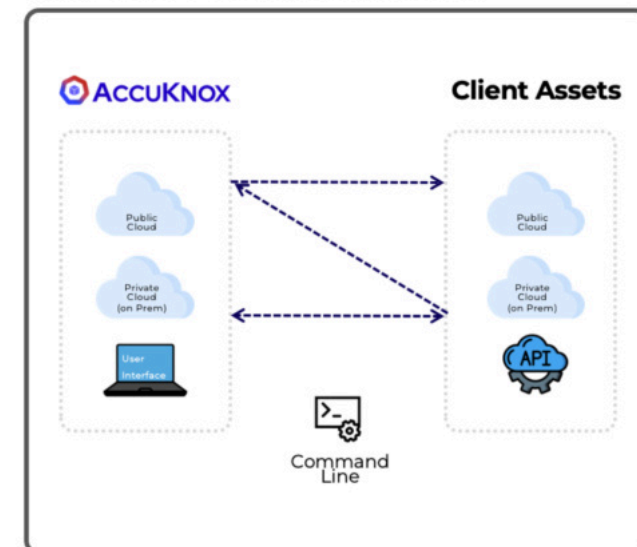 ACCUKNOX
Client Assets
Public
Cloud
Private
Cloud
(on Prem)
User
Interface
Public
Cloud
Private
Cloud
(on Prem)
API
>_
Command
Line